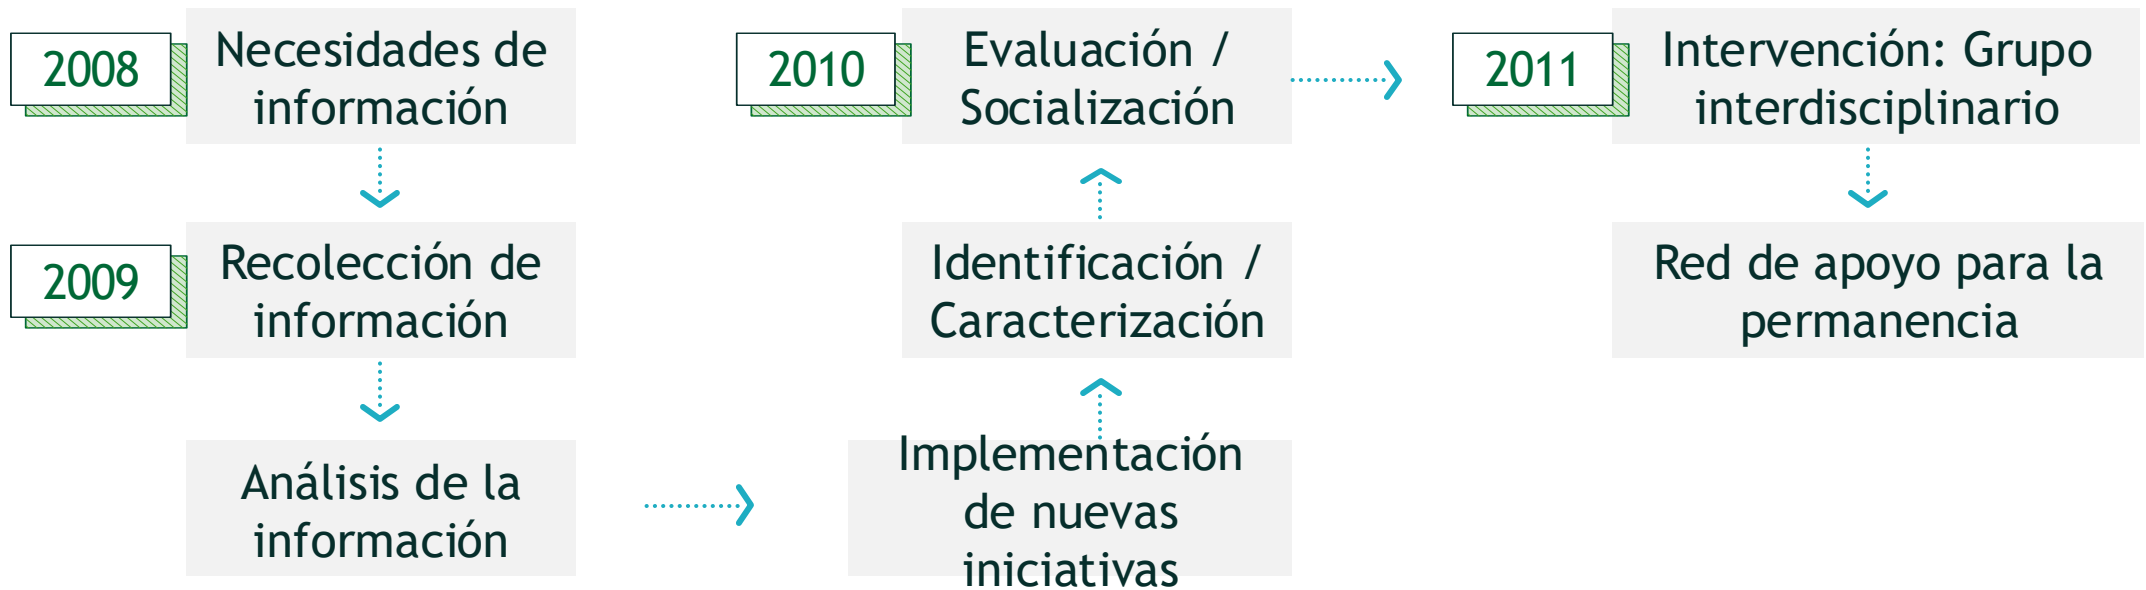 2008
Necesidades de
información
2009
Recolección de
información
Análisis de la
información
Implementación
de nuevas
iniciativas
Identificación /
Caracterización
2010
Evaluación /
Socialización
2011
Intervención: Grupo
interdisciplinario
Red de apoyo para la
permanencia